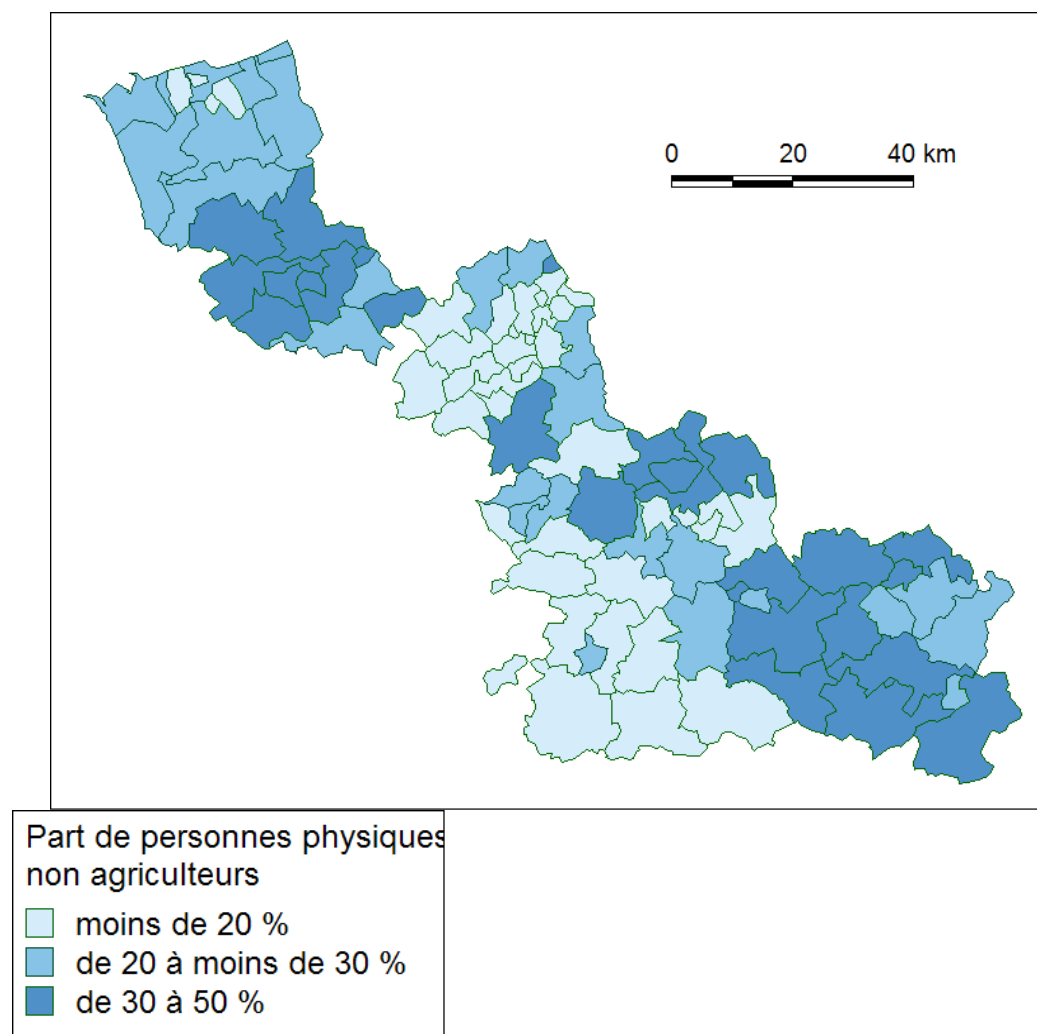 0 20 40 km
Part de personnes physiques
non agriculteurs
moins de 20 %
de 20 à moins de 30 %
de 30 à 50 %